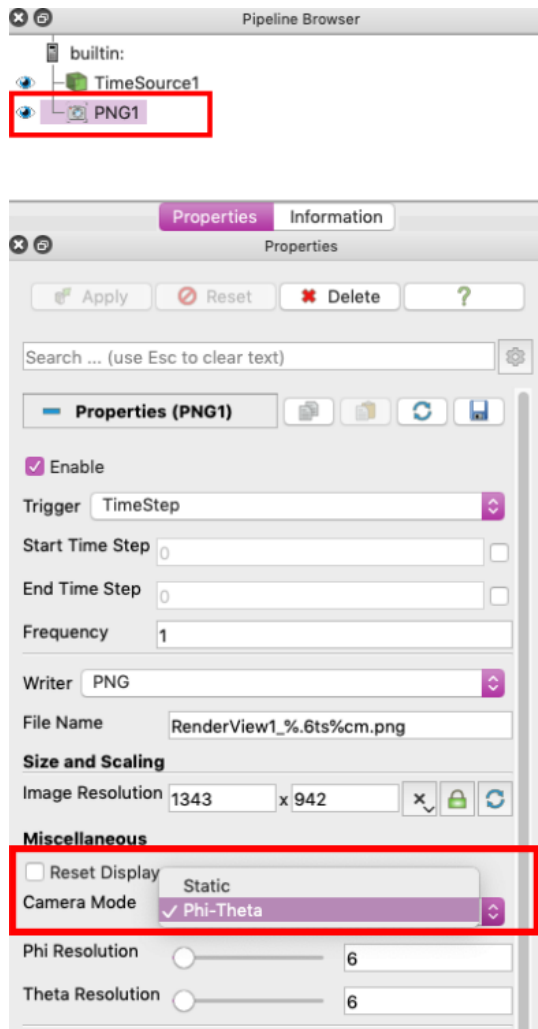 Pipeline Browser
builtin:
TimeSource1
PNG1
Properties Information
Properties
Apply Reset Delete ?
Search ... (use Esc to clear text)
Properties (PNG1)
Enable
Trigger TimeStep
Start Time Step 0
End Time Step 0
Frequency 1
Writer PNG
File Name RenderView1_%.6ts%cm.png
Size and Scaling
Image Resolution 1343 x 942
Miscellaneous
Reset Display
Static
Camera Mode ✓ Phi-Theta
Phi Resolution 6
Theta Resolution 6